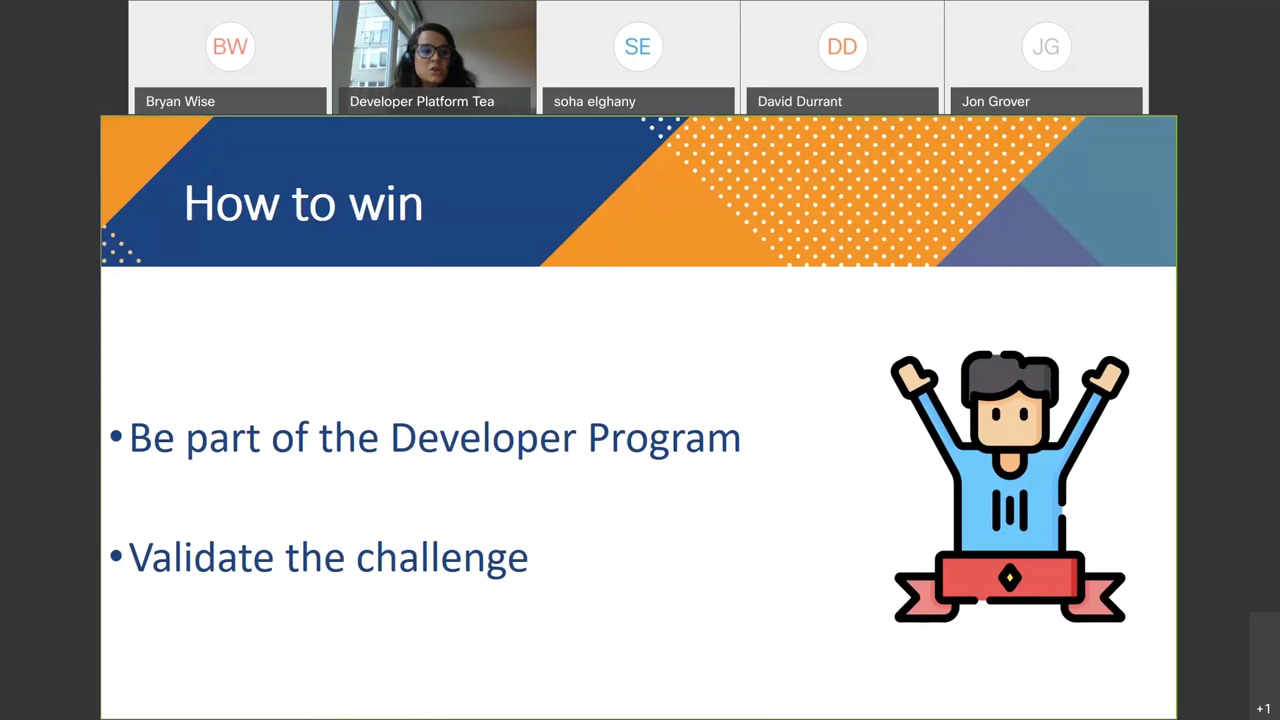 BW
SE
DD
JG
Bryan Wise
Developer Platform Tea
soha elghany
David Durrant
Jon Grover
How to win
•Be part of the Developer Program
•Validate the challenge
+1